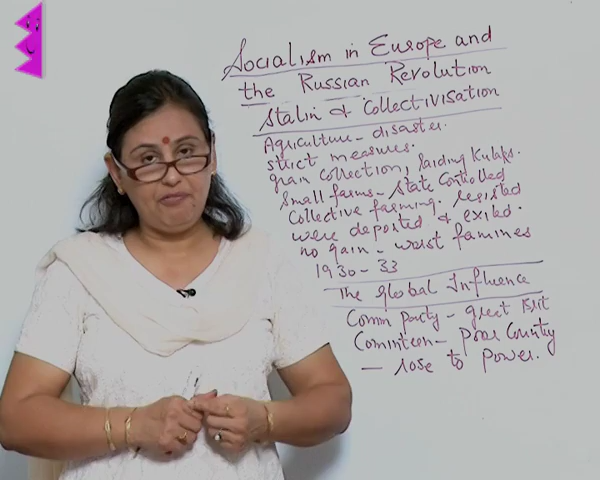 Socialism in Europe and
the Russian Revolution
Stalin & Collectivisation
Agriculture - disaster.
strict measures.
grain collection, raiding Kulaks.
Small farms - State Controlled
Collective farming. resisted
were deported & exiled.
no gain - worst famines
1930 - 33
The Global Influence
Comm party - great Brit
Comintern - Poor Country
- rose to power.